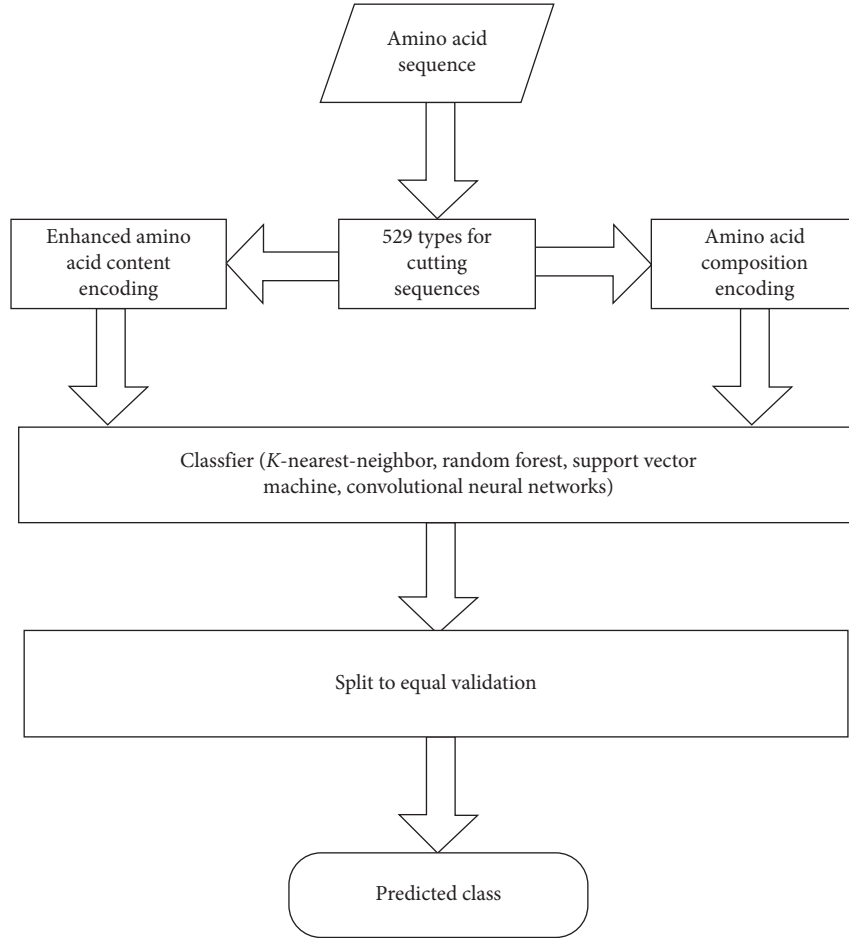 Amino acid
sequence
Enhanced amino
acid content
encoding
529 types for
cutting
sequences
Amino acid
composition
encoding
Classfier (K-nearest-neighbor, random forest, support vector
machine, convolutional neural networks)
Split to equal validation
Predicted class